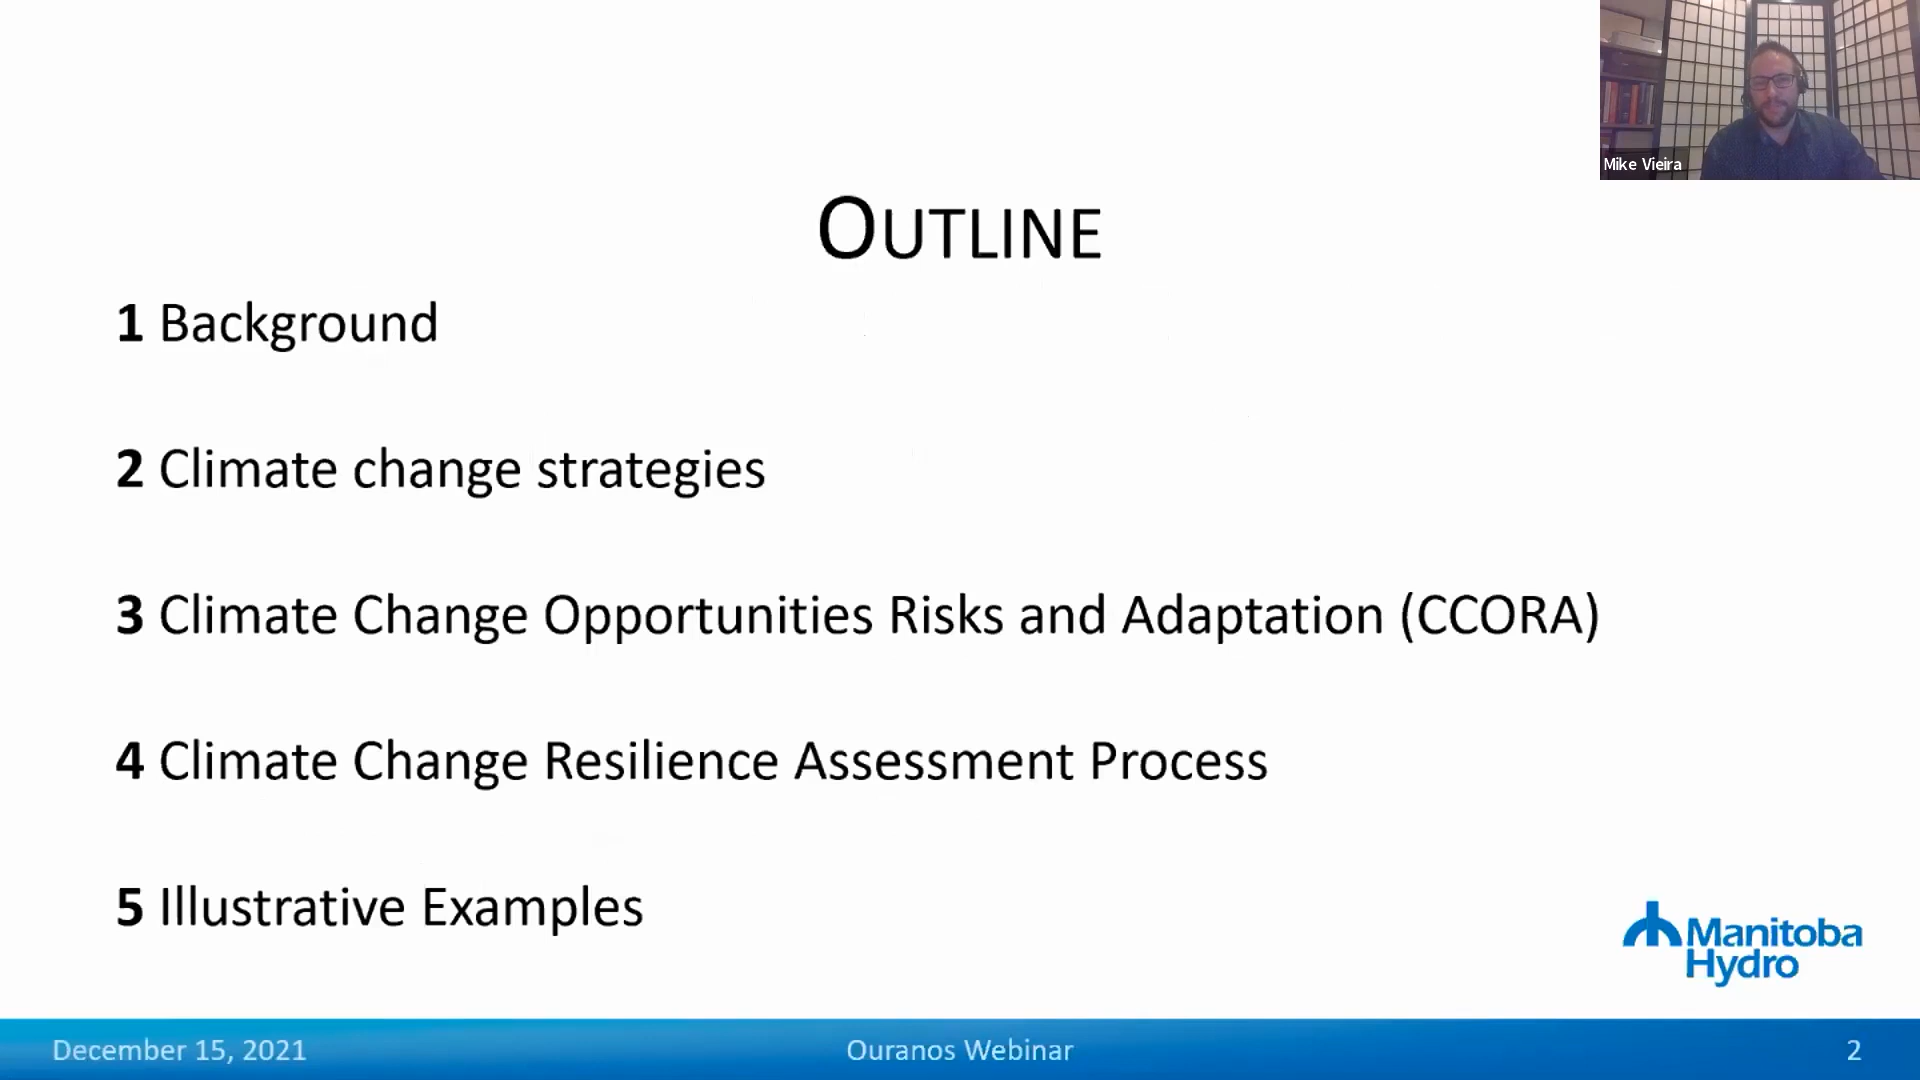 Mike Vieira
OUTLINE
1 Background
2 Climate change strategies
3 Climate Change Opportunities Risks and Adaptation (CCORA)
4 Climate Change Resilience Assessment Process
5 Illustrative Examples
Manitoba
Hydro
December 15, 2021
Ouranos Webinar
2